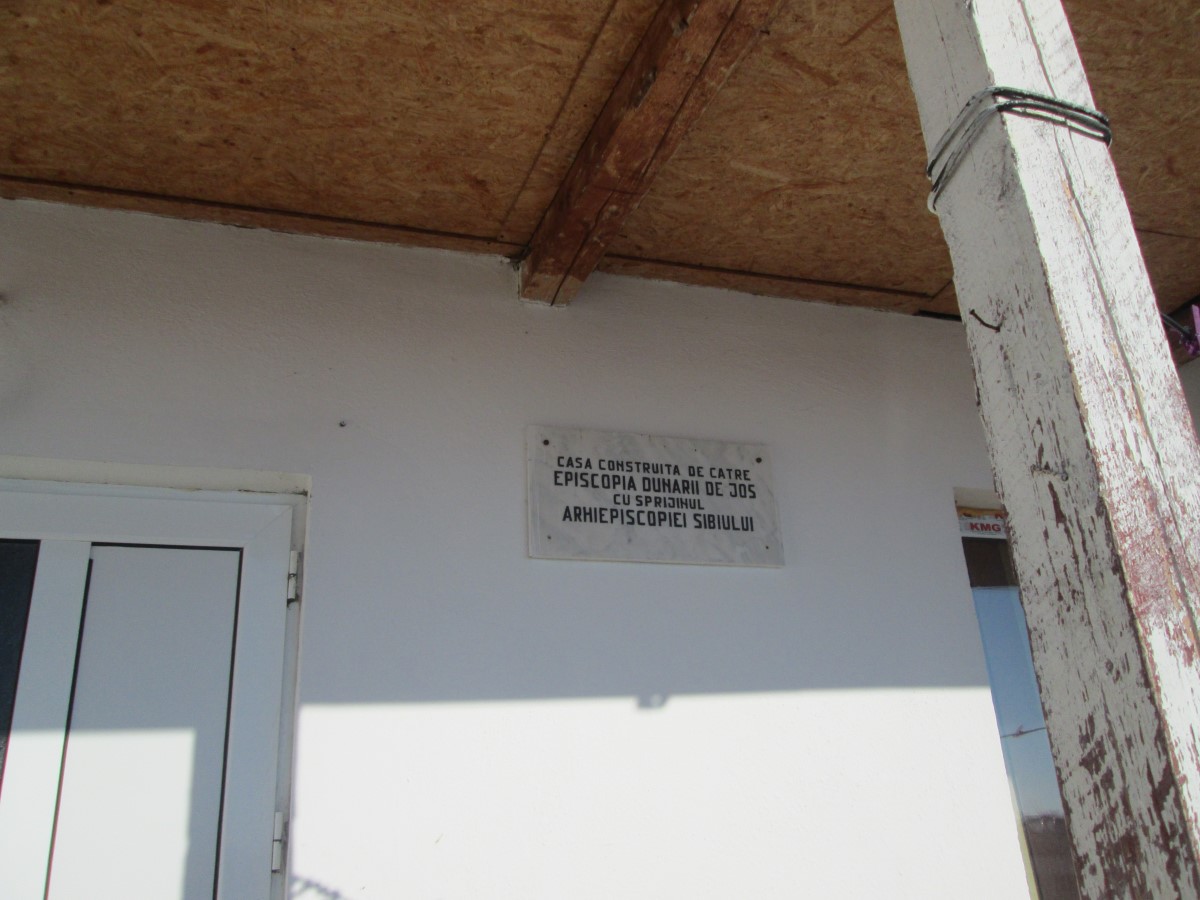 CASA CONSTRUITA DE CATRE
EPISCOPIA DUNARII DE JOS
CU SPRIJINUL
ARHIEPISCOPIEI SIBIULUI
KMG